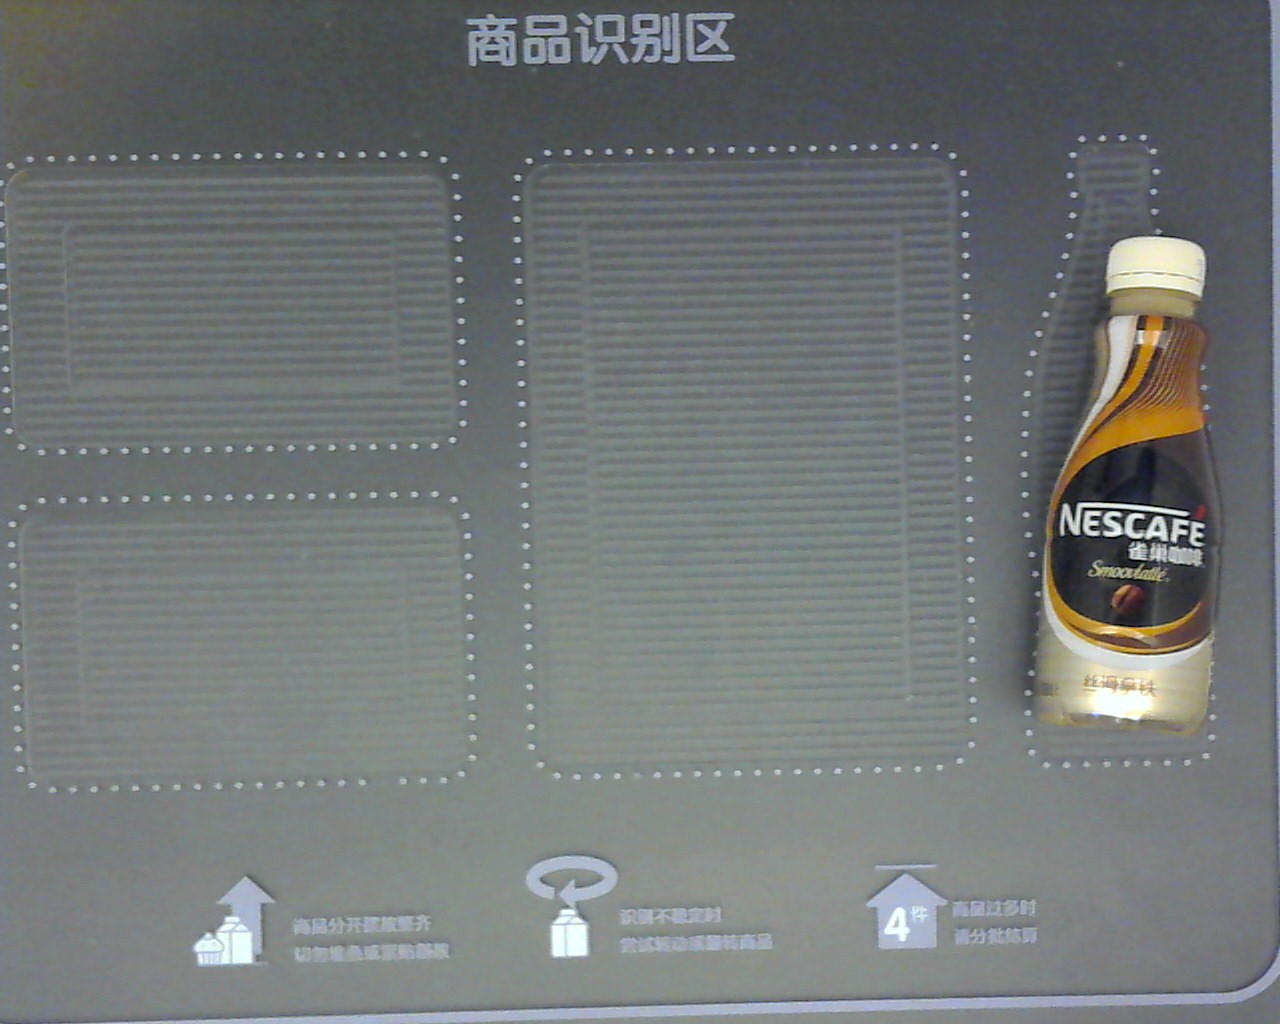 商品识别区
NESCAFÉ
雀巢咖啡
Smoovlatté
丝滑拿铁
商品分开摆放整齐
切勿堆叠或紧贴侧放
识别不稳定时
尝试转动或翻转商品
4件
商品过多时
请分批结算